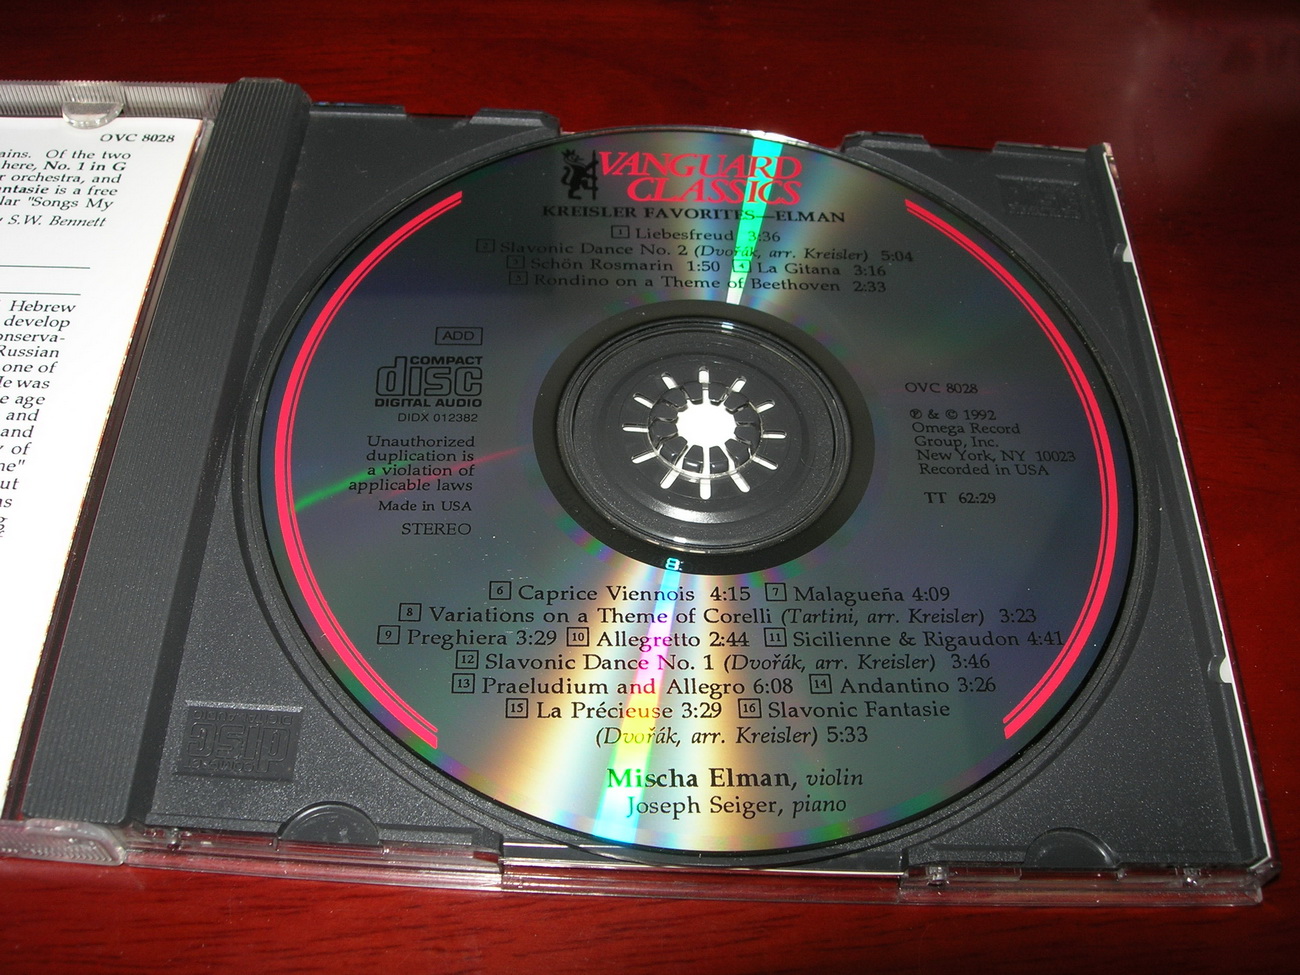 OVC 8028
ains. Of the two
here, No. 1 in G
r orchestra, and
ntasie is a free
lar "Songs My
S.W. Bennett
Hebrew
develop
onserva-
Russian
one of
He was
e age
and
and
of
ne"
ut
as
VANGUARD
CLASSICS
KREISLER FAVORITES—ELMAN
1 Liebesfreud 3:36
2 Slavonic Dance No. 2 (Dvořák, arr. Kreisler) 5:04
3 Schön Rosmarin 1:50 4 La Gitana 3:16
5 Rondino on a Theme of Beethoven 2:33
ADD
COMPACT
disc
DIGITAL AUDIO
DIDX 012382
Unauthorized
duplication is
a violation of
applicable laws
Made in USA
STEREO
OVC 8028
℗ & © 1992
Omega Record
Group, Inc.
New York, NY 10023
Recorded in USA
TT 62:29
6 Caprice Viennois 4:15 7 Malagueña 4:09
8 Variations on a Theme of Corelli (Tartini, arr. Kreisler) 3:23
9 Preghiera 3:29 10 Allegretto 2:44 11 Sicilienne & Rigaudon 4:41
12 Slavonic Dance No. 1 (Dvořák, arr. Kreisler) 3:46
13 Praeludium and Allegro 6:08 14 Andantino 3:26
15 La Précieuse 3:29 16 Slavonic Fantasie
(Dvořák, arr. Kreisler) 5:33
Mischa Elman, violin
Joseph Seiger, piano